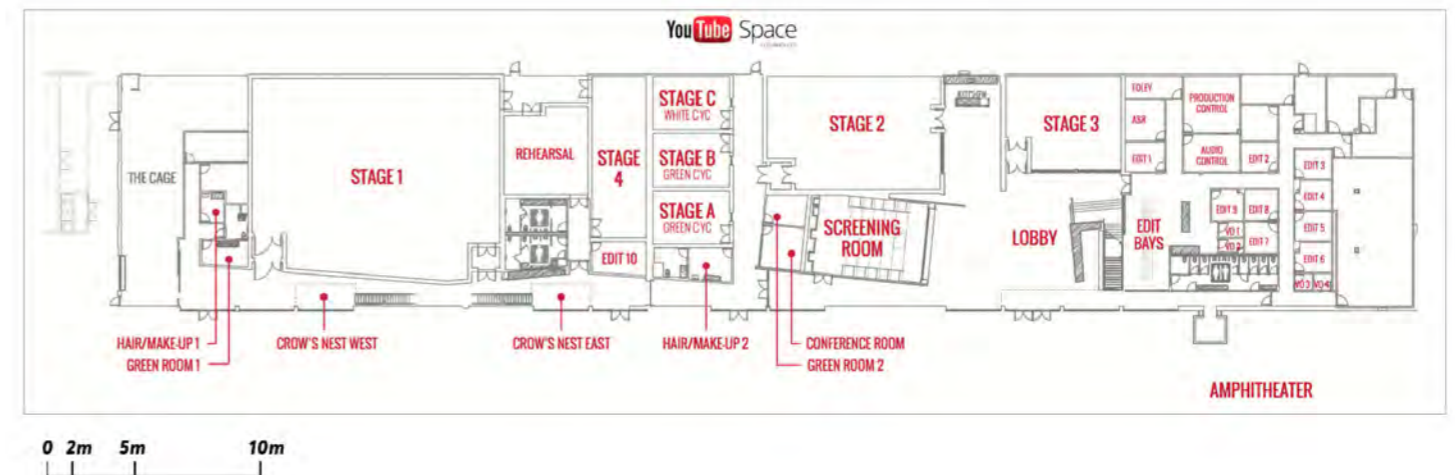 You Tube Space
KITCHEN
FOLEY
PRODUCTION
CONTROL
STAGE C
WHITE CYC
STAGE 2
STAGE 3
ADR
REHEARSAL
STAGE
4
STAGE B
GREEN CYC
EDIT 1
AUDIO
CONTROL
EDIT 2
EDIT 3
THE CAGE
STAGE 1
EDIT 4
STAGE A
GREEN CYC
SCREENING
ROOM
LOBBY
EDIT
BAYS
EDIT 9
EDIT 8
EDIT 5
VO 1
VO 2
EDIT 7
EDIT 10
EDIT 6
VO 3
VO 4
HAIR/MAKE-UP 1
GREEN ROOM 1
CROW'S NEST WEST
CROW'S NEST EAST
HAIR/MAKE-UP 2
CONFERENCE ROOM
GREEN ROOM 2
AMPHITHEATER
0 2m 5m 10m